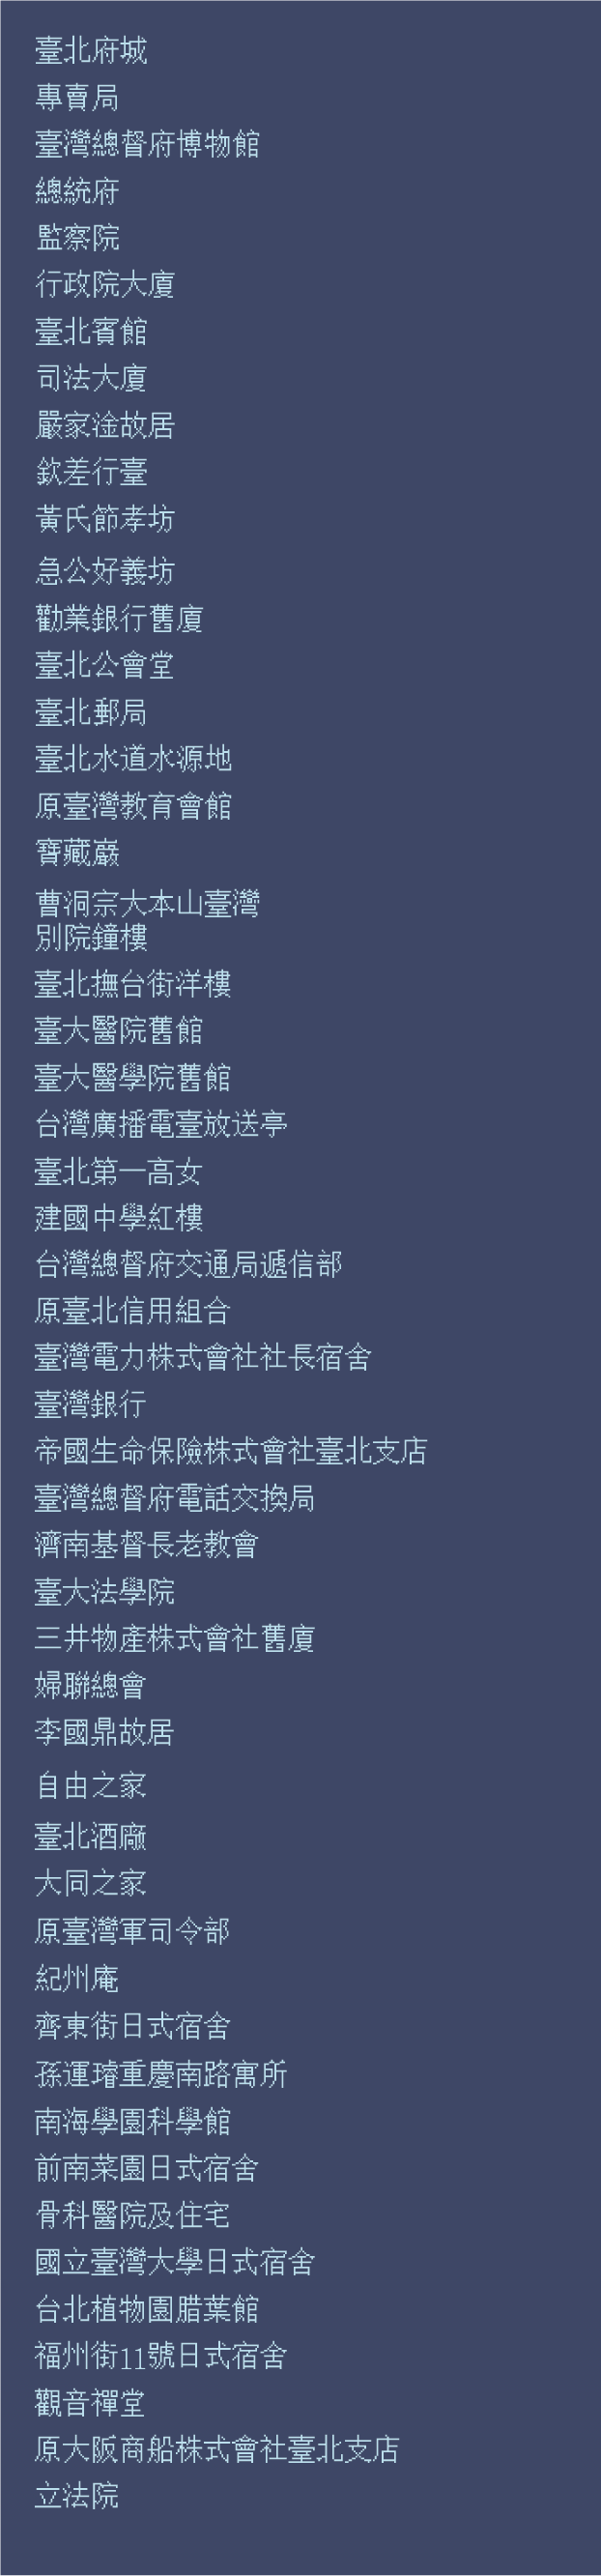 臺北府城
專賣局
臺灣總督府博物館
總統府
監察院
行政院大廈
臺北賓館
司法大廈
嚴家淦故居
欽差行臺
黃氏節孝坊
急公好義坊
勸業銀行舊廈
臺北公會堂
臺北郵局
臺北水道水源地
原臺灣教育會館
寶藏巖
曹洞宗大本山臺灣
別院鐘樓
臺北撫台街洋樓
臺大醫院舊館
臺大醫學院舊館
台灣廣播電臺放送亭
臺北第一高女
建國中學紅樓
台灣總督府交通局遞信部
原臺北信用組合
臺灣電力株式會社社長宿舍
臺灣銀行
帝國生命保險株式會社臺北支店
臺灣總督府電話交換局
濟南基督長老教會
臺大法學院
三井物產株式會社舊廈
婦聯總會
李國鼎故居
自由之家
臺北酒廠
大同之家
原臺灣軍司令部
紀州庵
齊東街日式宿舍
孫運璿重慶南路寓所
南海學園科學館
前南菜園日式宿舍
骨科醫院及住宅
國立臺灣大學日式宿舍
台北植物園腊葉館
福州街11號日式宿舍
觀音禪堂
原大阪商船株式會社臺北支店
立法院